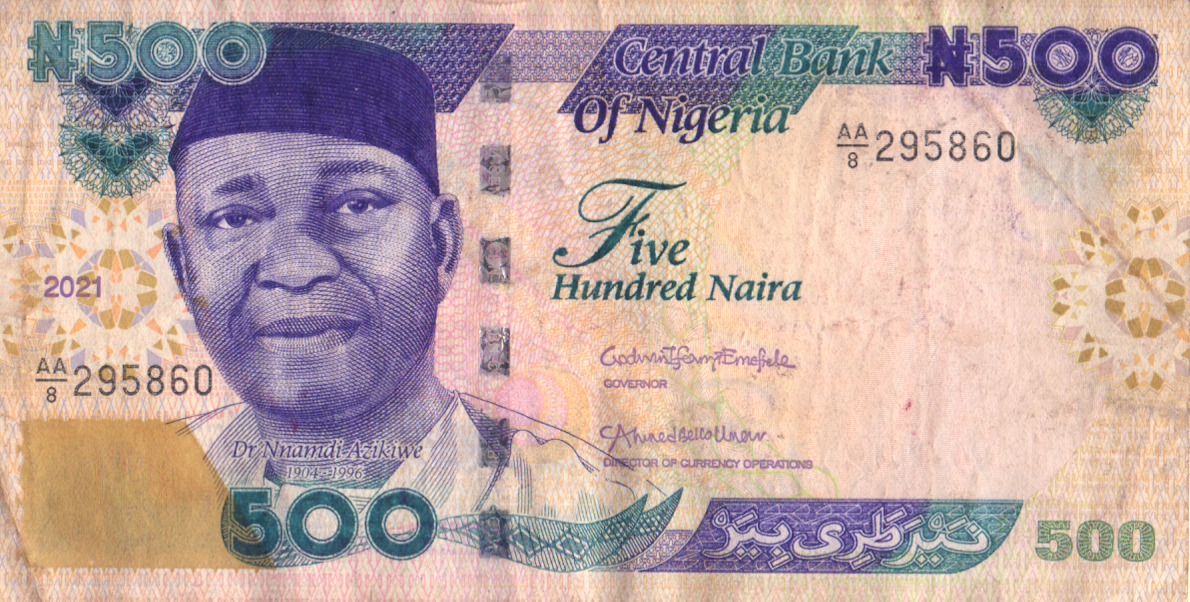 ₦500
Central Bank
Of Nigeria
₦500
AA/8 295860
Five
Hundred Naira
2021
AA/8 295860
GOVERNOR
DIRECTOR OF CURRENCY OPERATIONS
Dr Nnamdi Azikiwe
1904-1996
500
نَيْرَ طَرِى بِيَرْ
500